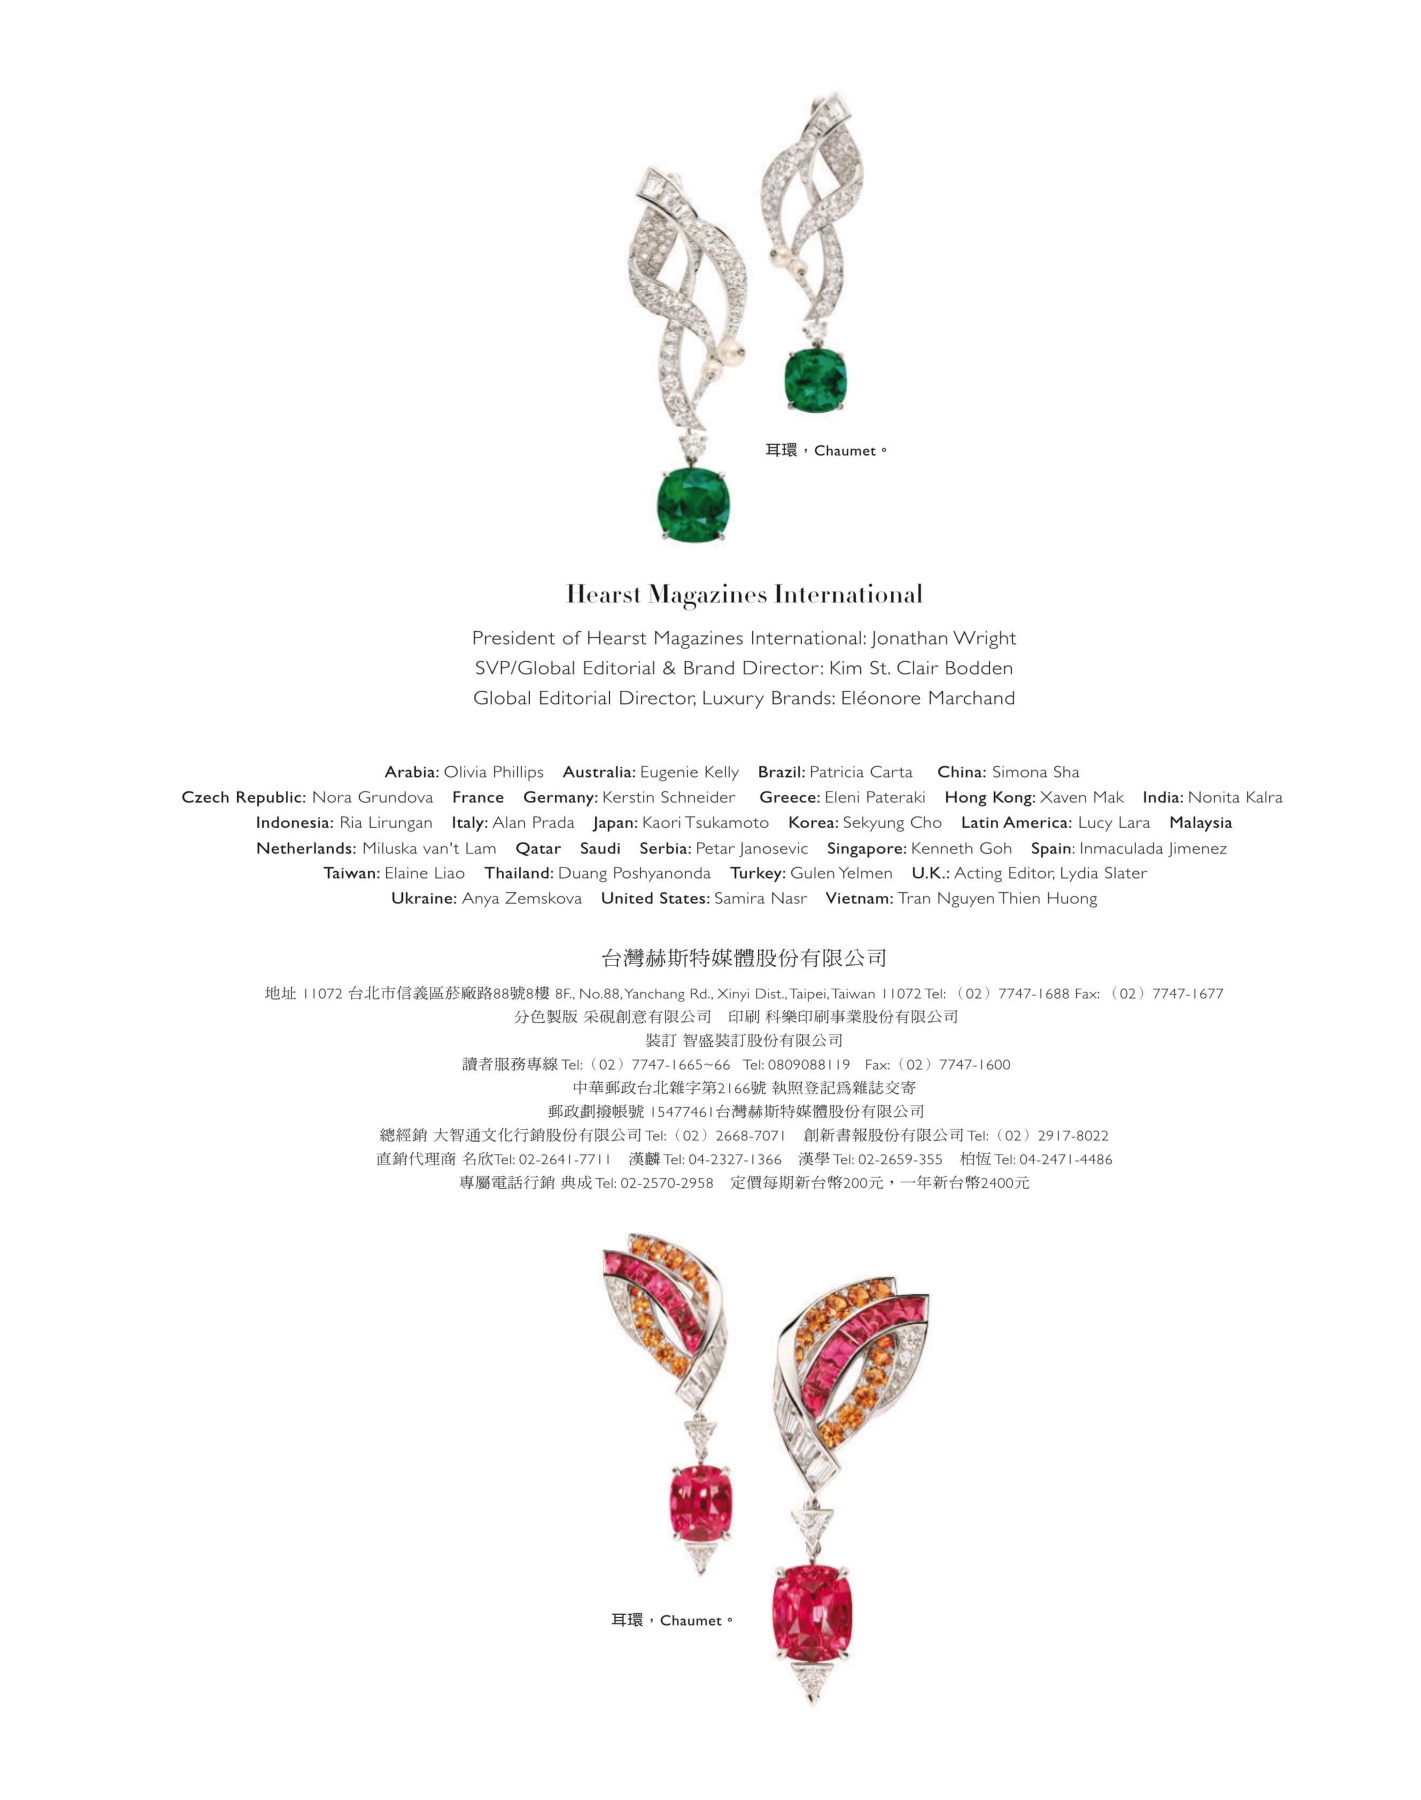 耳環，Chaumet。
Hearst Magazines International
President of Hearst Magazines International: Jonathan Wright
SVP/Global Editorial & Brand Director: Kim St. Clair Bodden
Global Editorial Director, Luxury Brands: Eléonore Marchand
Arabia: Olivia Phillips Australia: Eugenie Kelly Brazil: Patricia Carta China: Simona Sha
Czech Republic: Nora Grundova France Germany: Kerstin Schneider Greece: Eleni Pateraki Hong Kong: Xaven Mak India: Nonita Kalra
Indonesia: Ria Lirungan Italy: Alan Prada Japan: Kaori Tsukamoto Korea: Sekyung Cho Latin America: Lucy Lara Malaysia
Netherlands: Miluska van't Lam Qatar Saudi Serbia: Petar Janosevic Singapore: Kenneth Goh Spain: Inmaculada Jimenez
Taiwan: Elaine Liao Thailand: Duang Poshyanonda Turkey: Gulen Yelmen U.K.: Acting Editor, Lydia Slater
Ukraine: Anya Zemskova United States: Samira Nasr Vietnam: Tran Nguyen Thien Huong
台灣赫斯特媒體股份有限公司
地址 11072 台北市信義區菸廠路88號8樓 8F., No.88, Yanchang Rd., Xinyi Dist., Taipei, Taiwan 11072 Tel: （02）7747-1688 Fax: （02）7747-1677
分色製版 采硯創意有限公司 印刷 科樂印刷事業股份有限公司
裝訂 智盛裝訂股份有限公司
讀者服務專線 Tel:（02）7747-1665~66 Tel: 0809088119 Fax:（02）7747-1600
中華郵政台北雜字第2166號 執照登記為雜誌交寄
郵政劃撥帳號 15477461台灣赫斯特媒體股份有限公司
總經銷 大智通文化行銷股份有限公司 Tel:（02）2668-7071 創新書報股份有限公司 Tel:（02）2917-8022
直銷代理商 名欣Tel: 02-2641-7711 漢麟 Tel: 04-2327-1366 漢學 Tel: 02-2659-355 柏恆 Tel: 04-2471-4486
專屬電話行銷 典成 Tel: 02-2570-2958 定價每期新台幣200元，一年新台幣2400元
耳環，Chaumet。